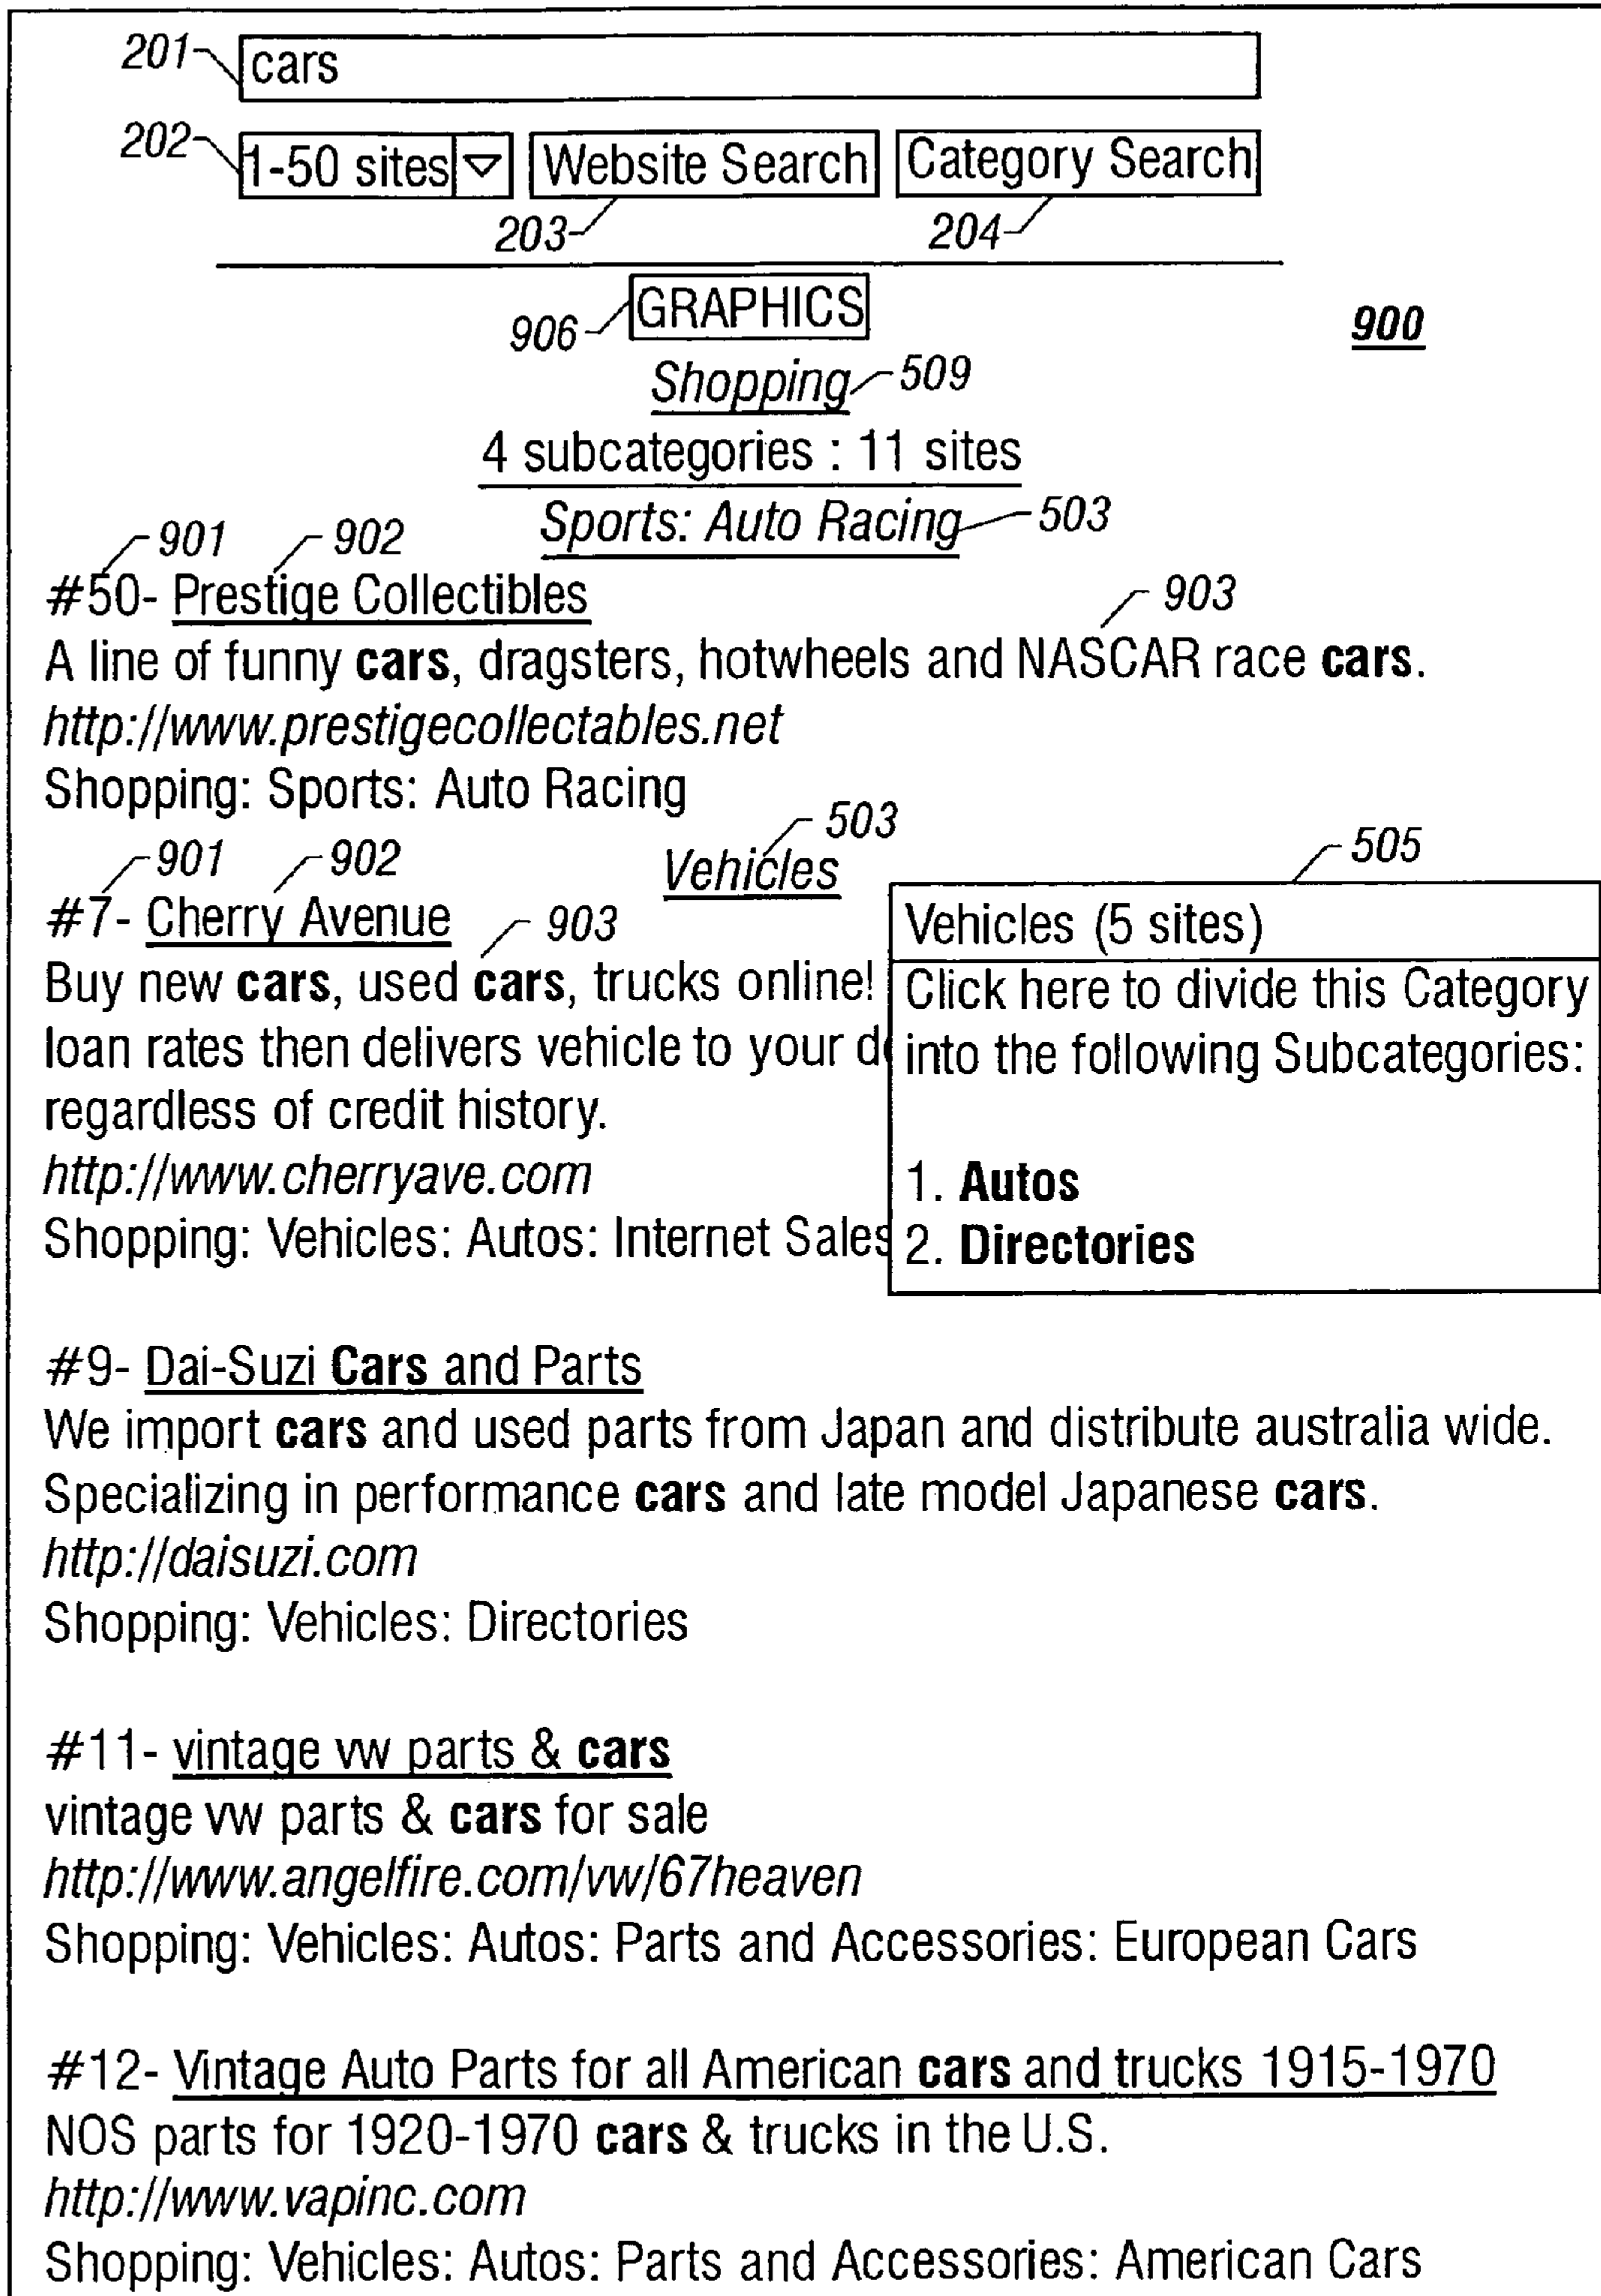 201 cars
202 1-50 sites Website Search Category Search
203 204
906 GRAPHICS 900
Shopping 509
4 subcategories : 11 sites
901 902 Sports: Auto Racing 503
#50- Prestige Collectibles 903
A line of funny cars, dragsters, hotwheels and NASCAR race cars.
http://www.prestigecollectables.net
Shopping: Sports: Auto Racing
901 902 Vehicles 503
#7- Cherry Avenue 903
Buy new cars, used cars, trucks online!
loan rates then delivers vehicle to your
regardless of credit history.
http://www.cherryave.com
Shopping: Vehicles: Autos: Internet Sales
505
Vehicles (5 sites)
Click here to divide this Category
into the following Subcategories:
1. Autos
2. Directories
#9- Dai-Suzi Cars and Parts
We import cars and used parts from Japan and distribute australia wide.
Specializing in performance cars and late model Japanese cars.
http://daisuzi.com
Shopping: Vehicles: Directories
#11- vintage vw parts & cars
vintage vw parts & cars for sale
http://www.angelfire.com/vw/67heaven
Shopping: Vehicles: Autos: Parts and Accessories: European Cars
#12- Vintage Auto Parts for all American cars and trucks 1915-1970
NOS parts for 1920-1970 cars & trucks in the U.S.
http://www.vapinc.com
Shopping: Vehicles: Autos: Parts and Accessories: American Cars